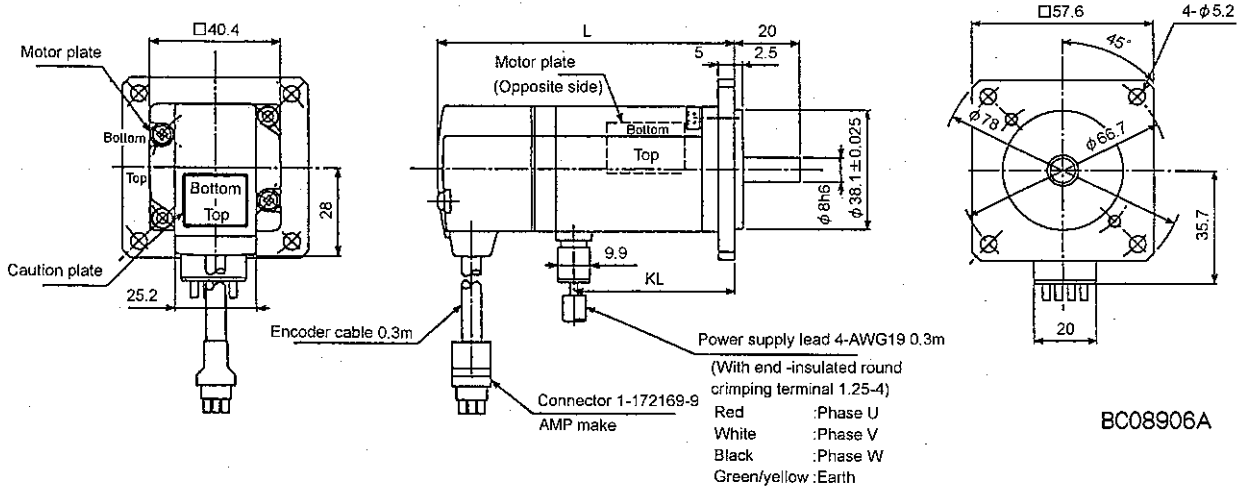 □40.4
Motor plate
Bottom
Top
Bottom
Top
28
Caution plate
25.2
L
20
5
2.5
Motor plate
(Opposite side)
Bottom
Top
φ8h6
φ38.1±0.025
9.9
KL
Encoder cable 0.3m
Connector 1-172169-9
AMP make
Power supply lead 4-AWG19 0.3m
(With end -insulated round
crimping terminal 1.25-4)
Red :Phase U
White :Phase V
Black :Phase W
Green/yellow :Earth
□57.6
4-φ5.2
45°
φ78
φ66.7
35.7
20
BC08906A